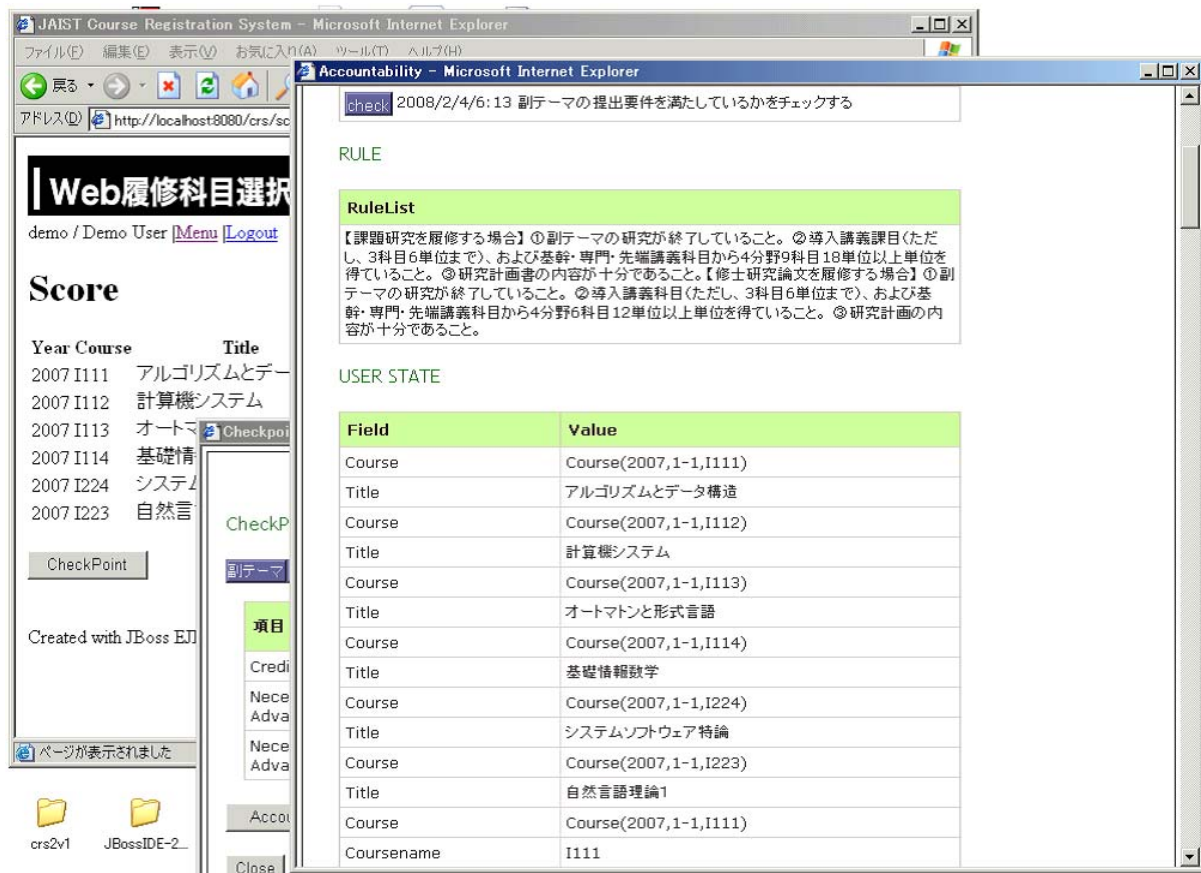 JAIST Course Registration System - Microsoft Internet Explorer
ファイル(F) 編集(E) 表示(V) お気に入り(A) ツール(T) ヘルプ(H)
戻る
アドレス(D) http://localhost:8080/crs/sc
Web履修科目選択
demo / Demo User |Menu |Logout
Score
Year Course Title
2007 I111 アルゴリズムとデー
2007 I112 計算機システム
2007 I113 オートマ
2007 I114 基礎情
2007 I224 システム
2007 I223 自然言
CheckPoint
Created with JBoss EJ
ページが表示されました
crs2v1
JBossIDE-2...
Checkpoi
CheckP
副テーマ
項目
Credi
Nece
Adva
Nece
Adva
Accou
Close
Accountability - Microsoft Internet Explorer
check 2008/2/4/6:13 副テーマの提出要件を満たしているかをチェックする
RULE
RuleList
【課題研究を履修する場合】①副テーマの研究が終了していること。②導入講義課目(ただ
し、3科目6単位まで)、および基幹・専門・先端講義科目から4分野9科目18単位以上単位を
得ていること。③研究計画書の内容が十分であること。【修士研究論文を履修する場合】①副
テーマの研究が終了していること。②導入講義科目(ただし、3科目6単位まで)、および基
幹・専門・先端講義科目から4分野6科目12単位以上単位を得ていること。③研究計画の内
容が十分であること。
USER STATE
Field Value
Course Course(2007,1-1,I111)
Title アルゴリズムとデータ構造
Course Course(2007,1-1,I112)
Title 計算機システム
Course Course(2007,1-1,I113)
Title オートマトンと形式言語
Course Course(2007,1-1,I114)
Title 基礎情報数学
Course Course(2007,1-1,I224)
Title システムソフトウェア特論
Course Course(2007,1-1,I223)
Title 自然言語理論1
Course Course(2007,1-1,I111)
Coursename I111